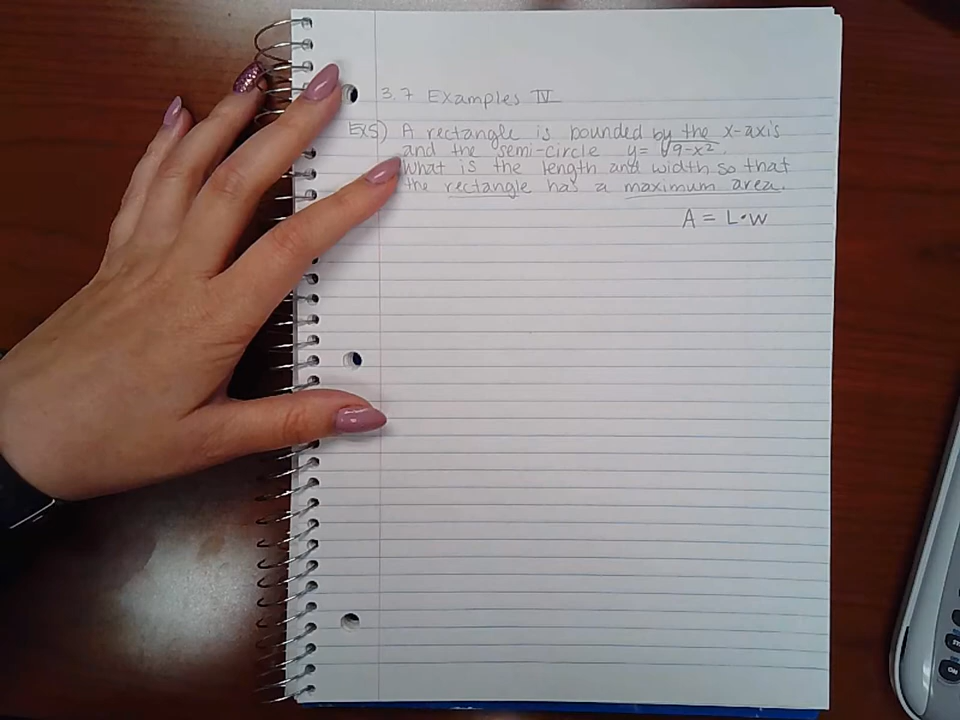 3.7 Examples IV
Ex5) A rectangle is bounded by the x-axis
and the semi-circle y= √9-x².
What is the length and width so that
the rectangle has a maximum area.
A = L·W